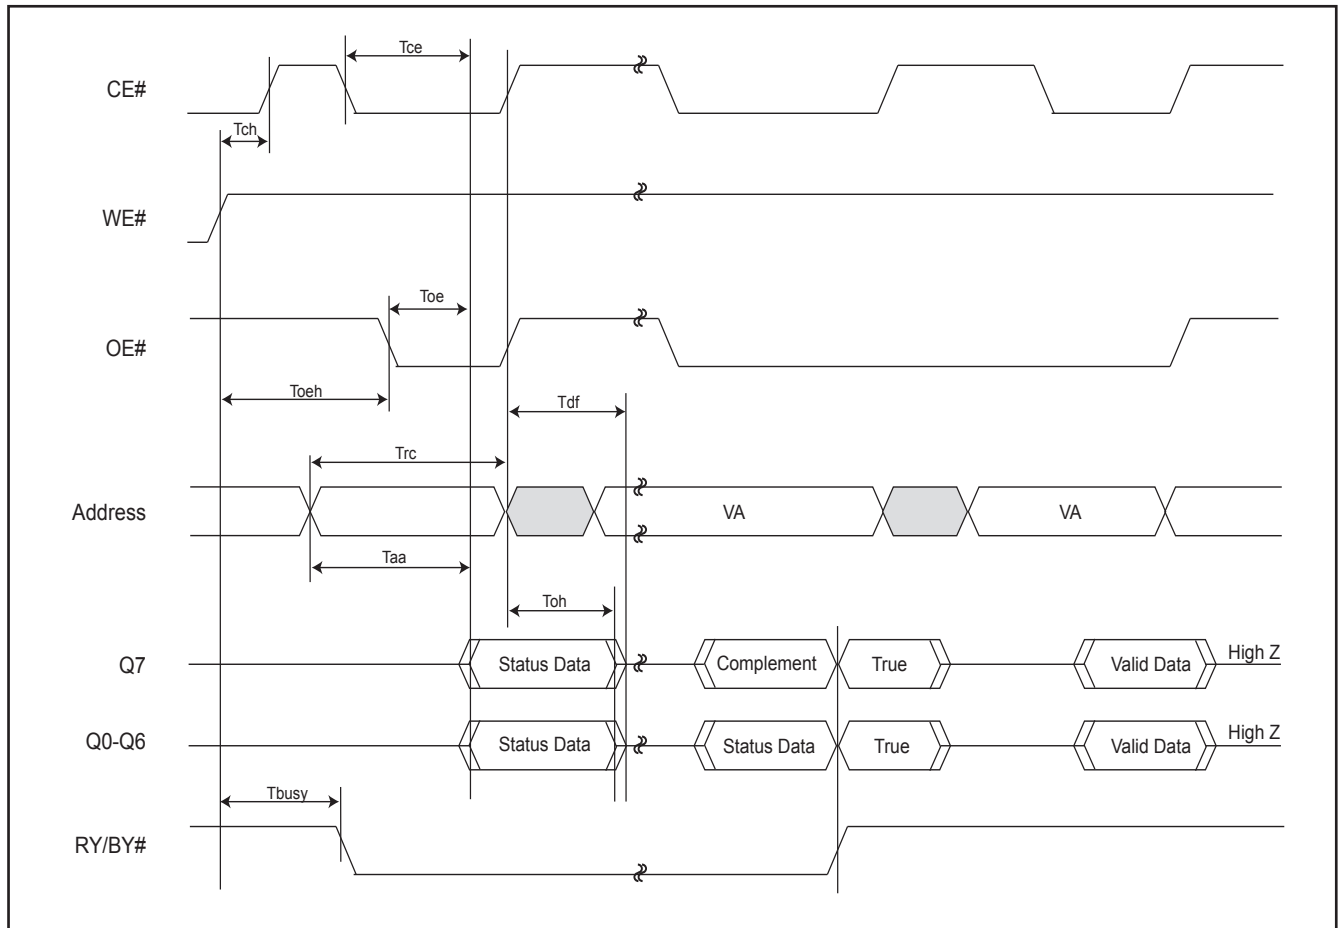 Tce
CE#
Tch
WE#
Toe
OE#
Toeh
Tdf
Trc
Address
VA
VA
Taa
Toh
Q7
Status Data
Complement
True
Valid Data
High Z
Q0-Q6
Status Data
Status Data
True
Valid Data
High Z
Tbusy
RY/BY#